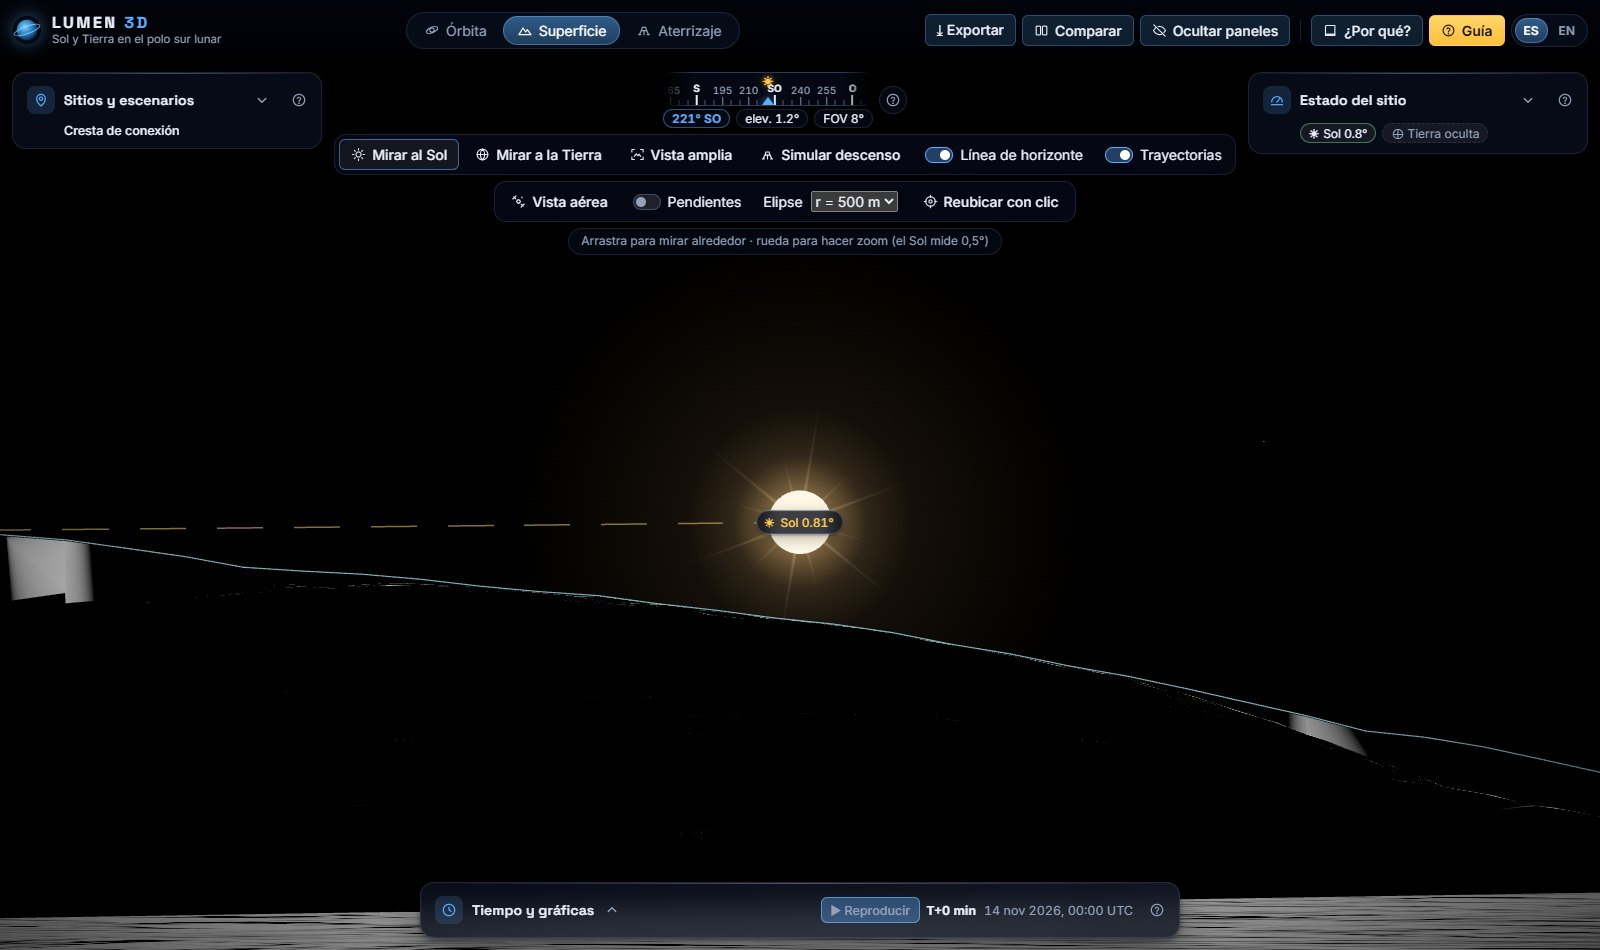 LUMEN 3D
Sol y Tierra en el polo sur lunar
Órbita
Superficie
Aterrizaje
Exportar
Comparar
Ocultar paneles
¿Por qué?
Guía
ES
EN
Sitios y escenarios
Cresta de conexión
S 195 210 SO 240 255 O
221° SO
elev. 1.2°
FOV 8°
Estado del sitio
Sol 0.8°
Tierra oculta
Mirar al Sol
Mirar a la Tierra
Vista amplia
Simular descenso
Línea de horizonte
Trayectorias
Vista aérea
Pendientes
Elipse
r = 500 m
Reubicar con clic
Arrastra para mirar alrededor · rueda para hacer zoom (el Sol mide 0,5°)
Sol 0.81°
Tiempo y gráficas
Reproducir
T+0 min
14 nov 2026, 00:00 UTC